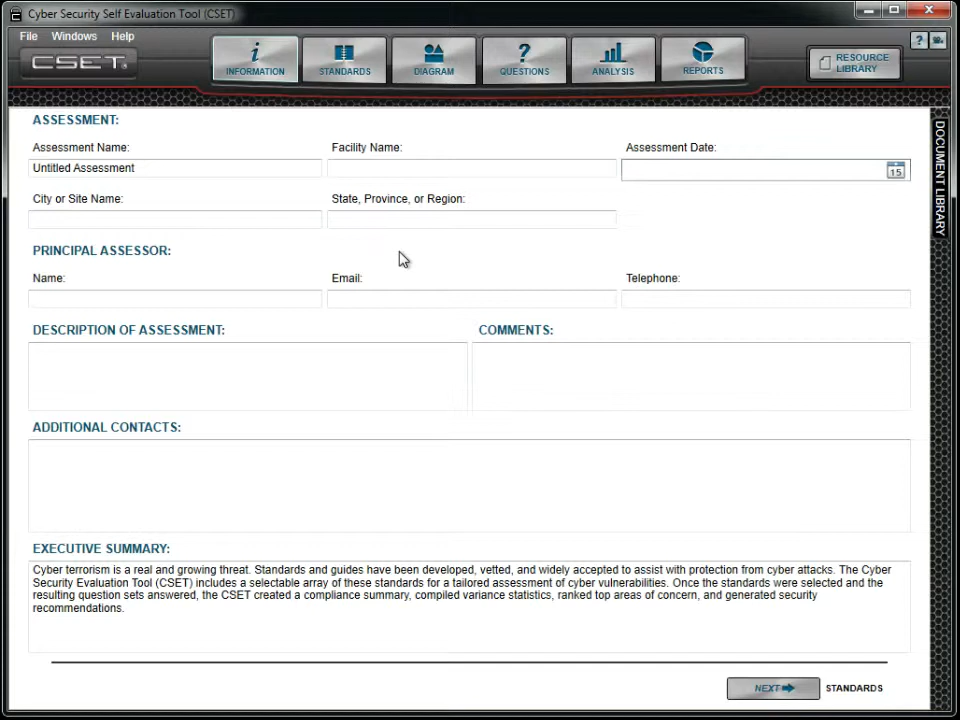 Cyber Security Self Evaluation Tool (CSET)
File Windows Help
CSET
INFORMATION STANDARDS DIAGRAM QUESTIONS ANALYSIS REPORTS
RESOURCE
LIBRARY
DOCUMENT LIBRARY
ASSESSMENT:
Assessment Name: Facility Name: Assessment Date:
Untitled Assessment
15
City or Site Name: State, Province, or Region:
PRINCIPAL ASSESSOR:
Name: Email: Telephone:
DESCRIPTION OF ASSESSMENT: COMMENTS:
ADDITIONAL CONTACTS:
EXECUTIVE SUMMARY:
Cyber terrorism is a real and growing threat. Standards and guides have been developed, vetted, and widely accepted to assist with protection from cyber attacks. The Cyber
Security Evaluation Tool (CSET) includes a selectable array of these standards for a tailored assessment of cyber vulnerabilities. Once the standards were selected and the
resulting question sets answered, the CSET created a compliance summary, compiled variance statistics, ranked top areas of concern, and generated security
recommendations.
NEXT STANDARDS